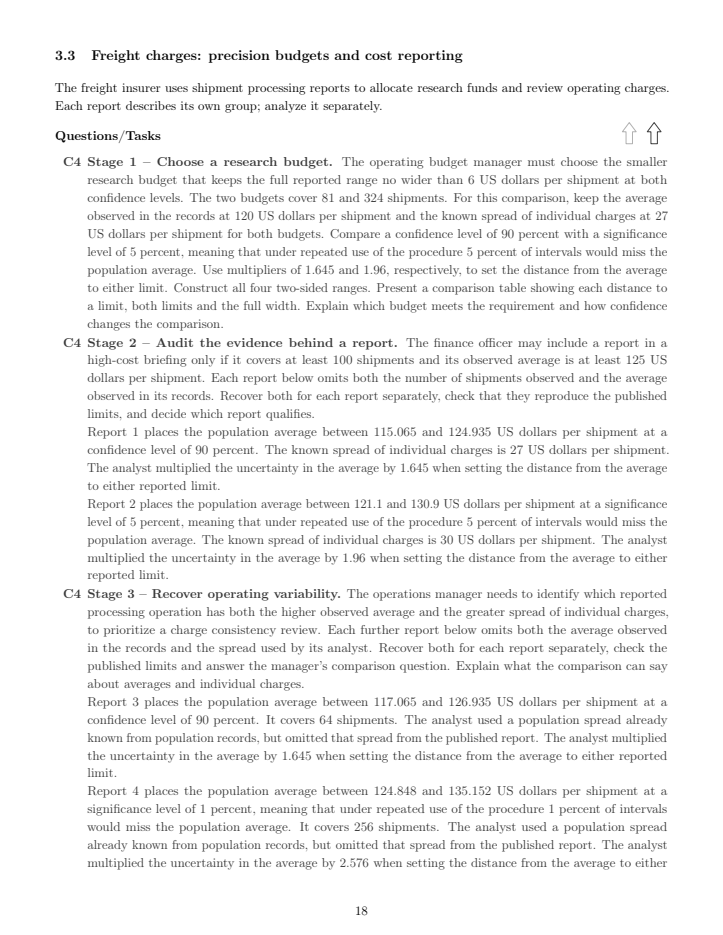 3.3 Freight charges: precision budgets and cost reporting
The freight insurer uses shipment processing reports to allocate research funds and review operating charges.
Each report describes its own group; analyze it separately.
Questions/Tasks
C4 Stage 1 – Choose a research budget. The operating budget manager must choose the smaller
research budget that keeps the full reported range no wider than 6 US dollars per shipment at both
confidence levels. The two budgets cover 81 and 324 shipments. For this comparison, keep the average
observed in the records at 120 US dollars per shipment and the known spread of individual charges at 27
US dollars per shipment for both budgets. Compare a confidence level of 90 percent with a significance
level of 5 percent, meaning that under repeated use of the procedure 5 percent of intervals would miss the
population average. Use multipliers of 1.645 and 1.96, respectively, to set the distance from the average
to either limit. Construct all four two-sided ranges. Present a comparison table showing each distance to
a limit, both limits and the full width. Explain which budget meets the requirement and how confidence
changes the comparison.
C4 Stage 2 – Audit the evidence behind a report. The finance officer may include a report in a
high-cost briefing only if it covers at least 100 shipments and its observed average is at least 125 US
dollars per shipment. Each report below omits both the number of shipments observed and the average
observed in its records. Recover both for each report separately, check that they reproduce the published
limits, and decide which report qualifies.
Report 1 places the population average between 115.065 and 124.935 US dollars per shipment at a
confidence level of 90 percent. The known spread of individual charges is 27 US dollars per shipment.
The analyst multiplied the uncertainty in the average by 1.645 when setting the distance from the average
to either reported limit.
Report 2 places the population average between 121.1 and 130.9 US dollars per shipment at a significance
level of 5 percent, meaning that under repeated use of the procedure 5 percent of intervals would miss the
population average. The known spread of individual charges is 30 US dollars per shipment. The analyst
multiplied the uncertainty in the average by 1.96 when setting the distance from the average to either
reported limit.
C4 Stage 3 – Recover operating variability. The operations manager needs to identify which reported
processing operation has both the higher observed average and the greater spread of individual charges,
to prioritize a charge consistency review. Each further report below omits both the average observed
in the records and the spread used by its analyst. Recover both for each report separately, check the
published limits and answer the manager's comparison question. Explain what the comparison can say
about averages and individual charges.
Report 3 places the population average between 117.065 and 126.935 US dollars per shipment at a
confidence level of 90 percent. It covers 64 shipments. The analyst used a population spread already
known from population records, but omitted that spread from the published report. The analyst multiplied
the uncertainty in the average by 1.645 when setting the distance from the average to either reported
limit.
Report 4 places the population average between 124.848 and 135.152 US dollars per shipment at a
significance level of 1 percent, meaning that under repeated use of the procedure 1 percent of intervals
would miss the population average. It covers 256 shipments. The analyst used a population spread
already known from population records, but omitted that spread from the published report. The analyst
multiplied the uncertainty in the average by 2.576 when setting the distance from the average to either
18